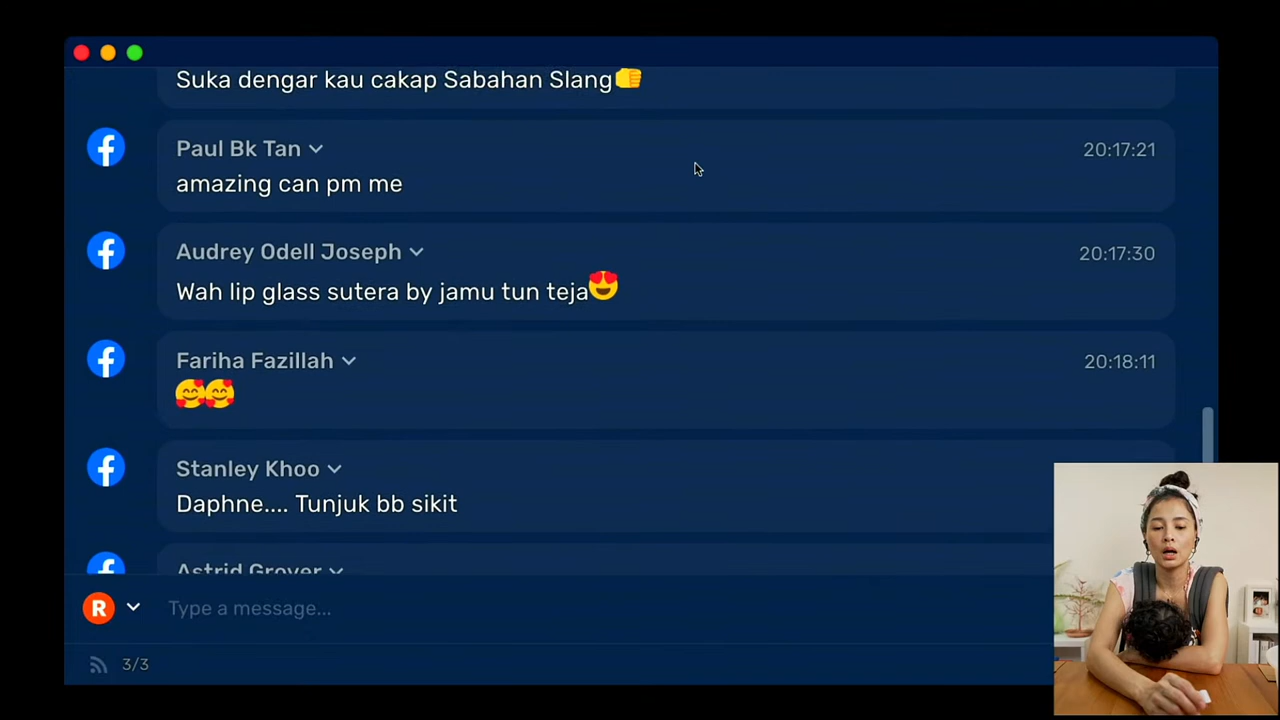 Suka dengar kau cakap Sabahan Slang
Paul Bk Tan
20:17:21
amazing can pm me
Audrey Odell Joseph
20:17:30
Wah lip glass sutera by jamu tun teja
Fariha Fazillah
20:18:11
Stanley Khoo
Daphne.... Tunjuk bb sikit
Astrid Grover
R
Type a message...
3/3